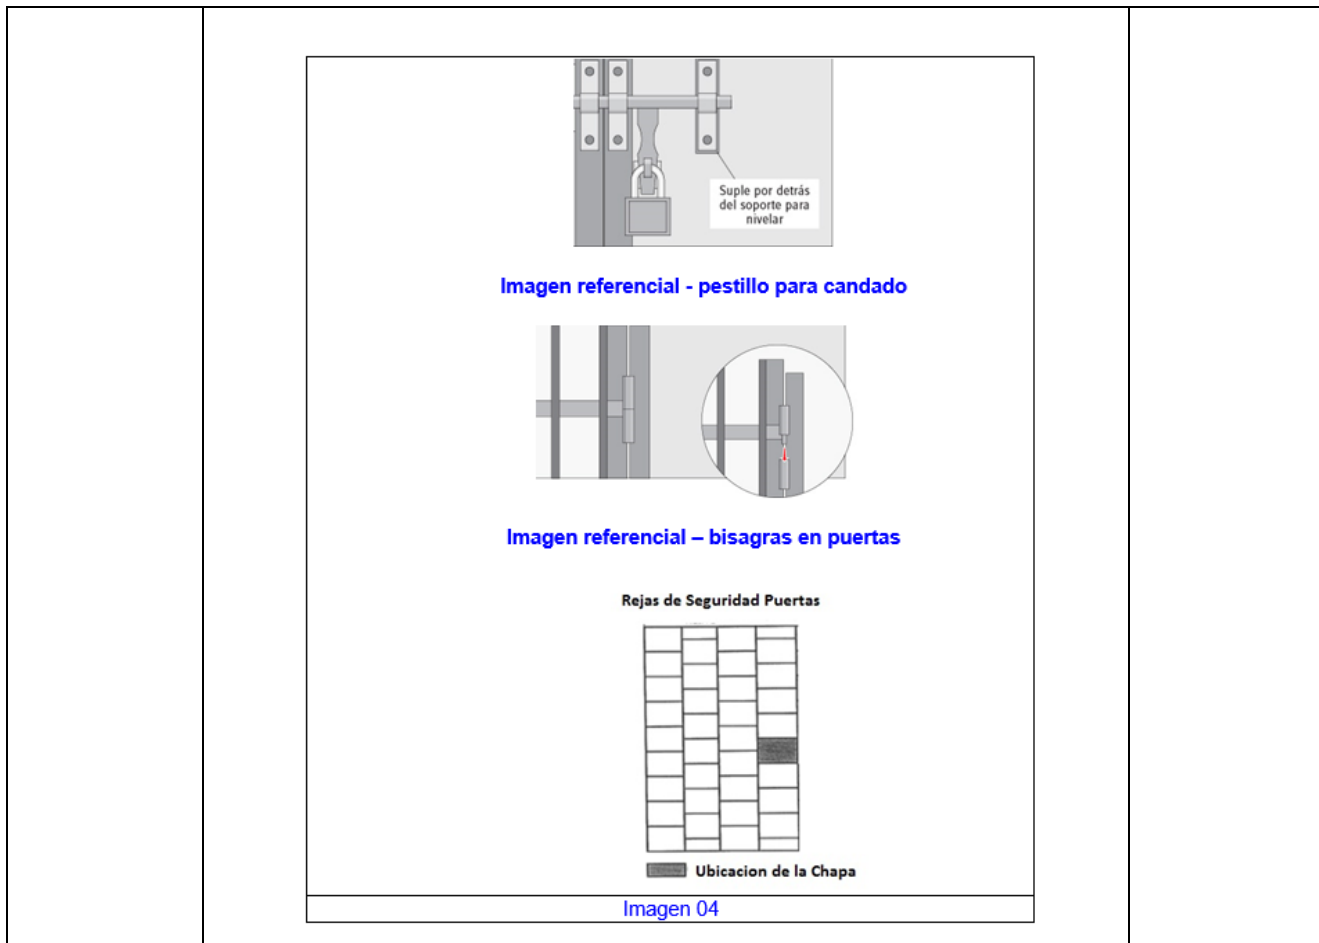 Suple por detrás
del soporte para
nivelar
Imagen referencial - pestillo para candado
Imagen referencial – bisagras en puertas
Rejas de Seguridad Puertas
Ubicacion de la Chapa
Imagen 04